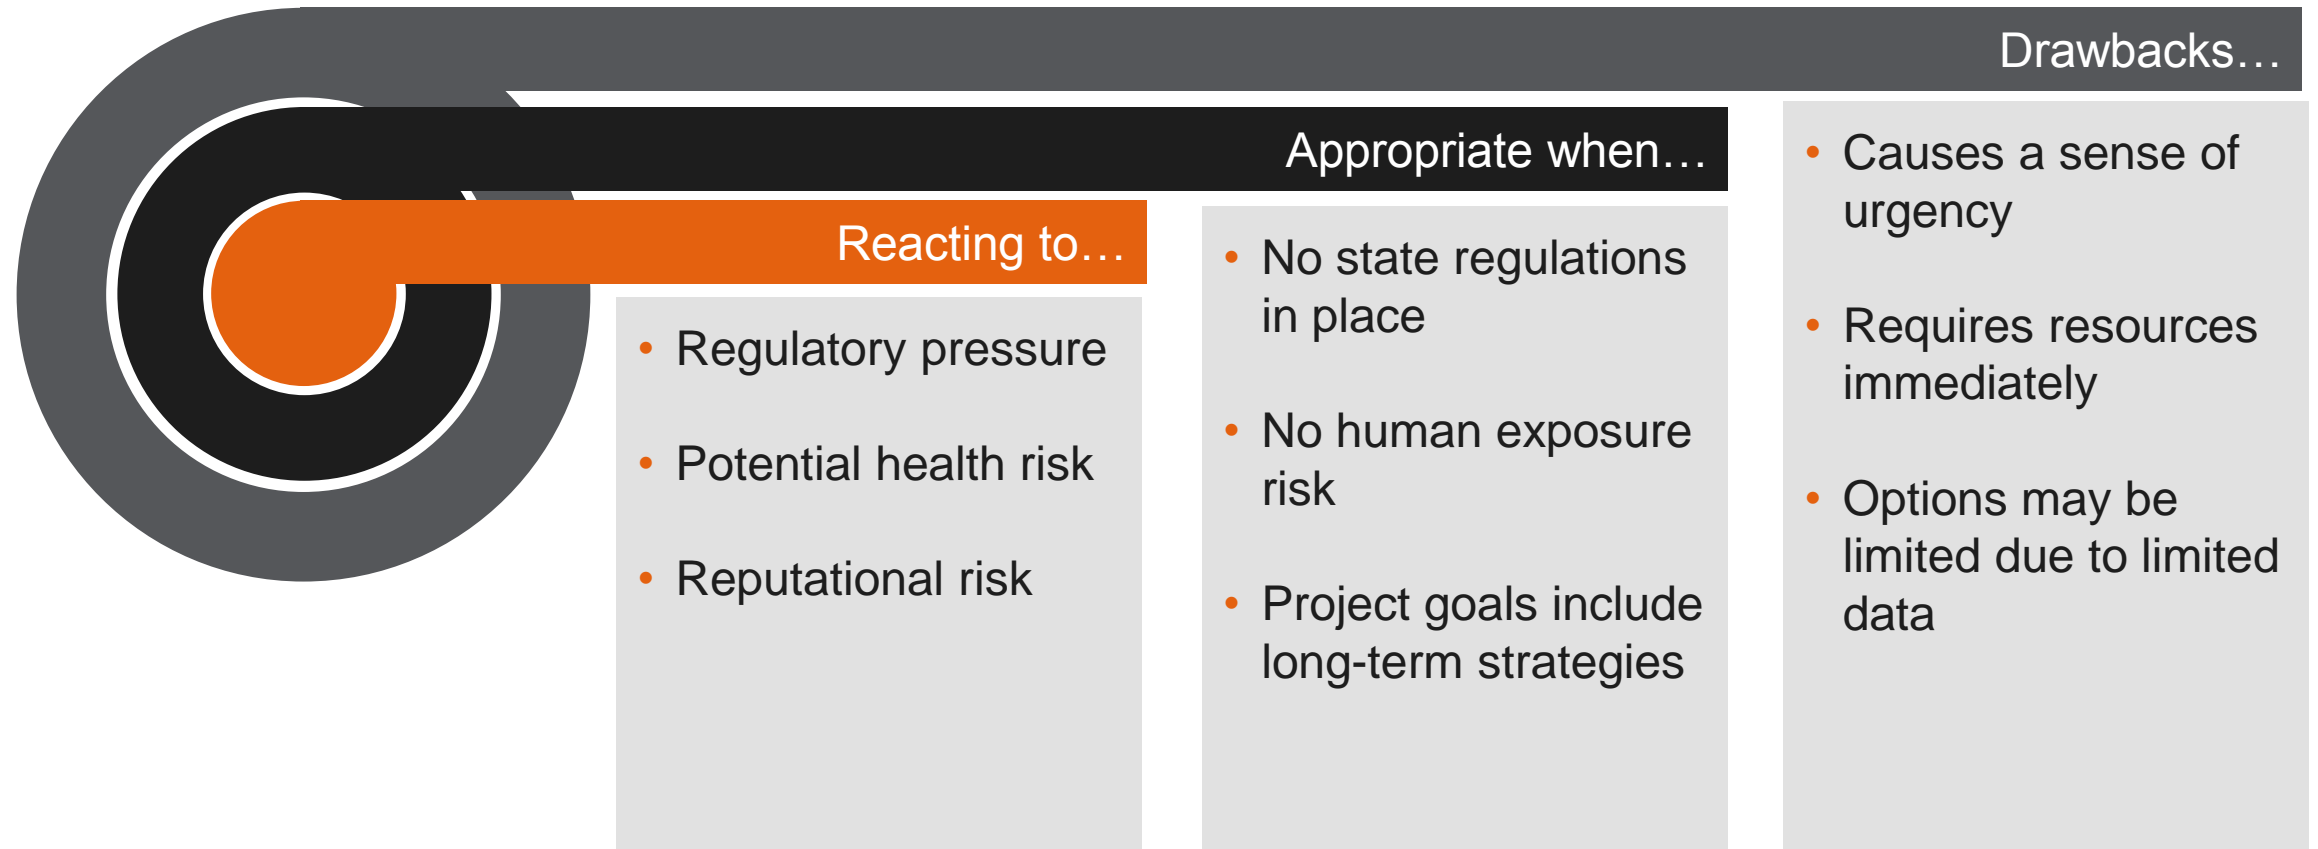 Drawbacks…
Appropriate when…
Reacting to…
• Regulatory pressure
• Potential health risk
• Reputational risk
• No state regulations
in place
• No human exposure
risk
• Project goals include
long-term strategies
• Causes a sense of
urgency
• Requires resources
immediately
• Options may be
limited due to limited
data